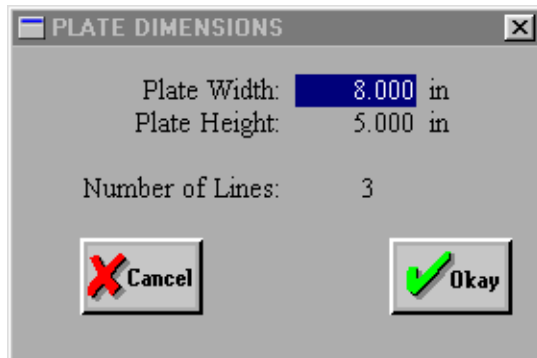 PLATE DIMENSIONS
Plate Width: 8.000 in
Plate Height: 5.000 in
Number of Lines: 3
Cancel Okay